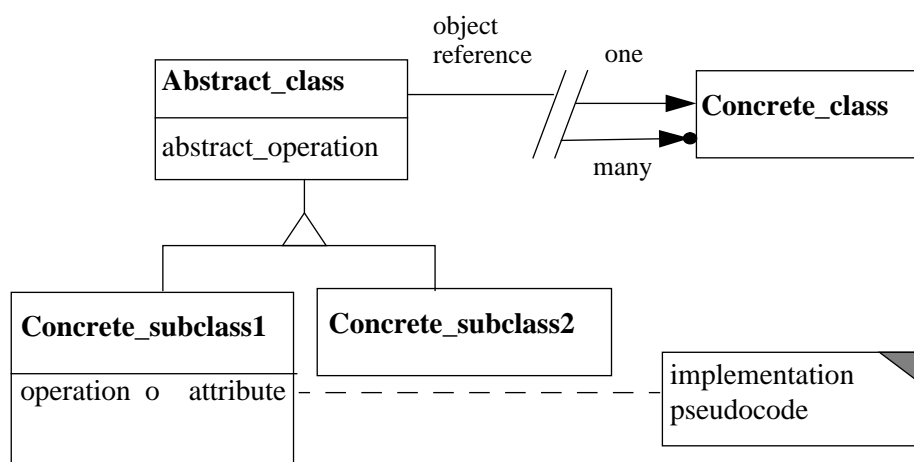 object
reference
one
Abstract_class
Concrete_class
abstract_operation
many
Concrete_subclass1
Concrete_subclass2
operation o attribute
implementation
pseudocode